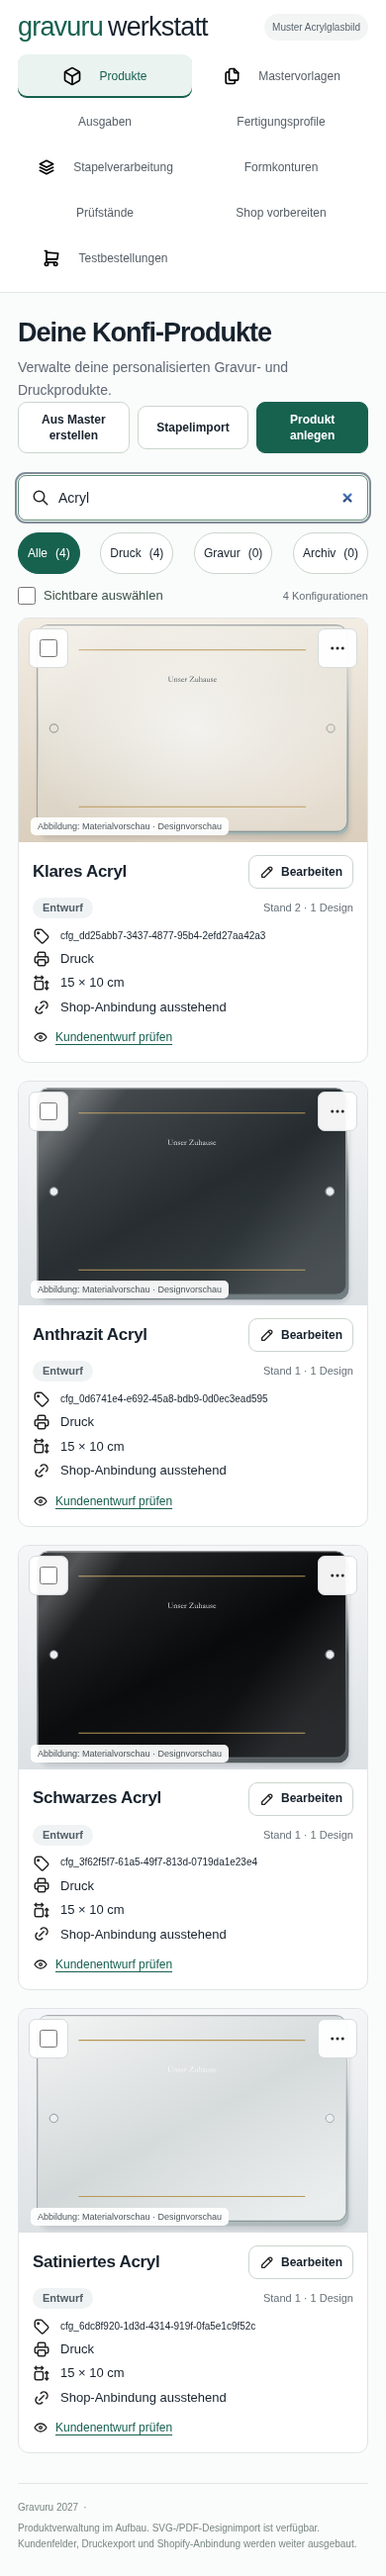 gravuru werkstatt
Muster Acrylglasbild
Produkte
Mastervorlagen
Ausgaben
Fertigungsprofile
Stapelverarbeitung
Formkonturen
Prüfstände
Shop vorbereiten
Testbestellungen
Deine Konfi-Produkte
Verwalte deine personalisierten Gravur- und
Druckprodukte.
Aus Master
erstellen
Stapelimport
Produkt
anlegen
Acryl
Alle (4)
Druck (4)
Gravur (0)
Archiv (0)
Sichtbare auswählen
4 Konfigurationen
Unser Zuhause
Abbildung: Materialvorschau · Designvorschau
Klares Acryl
Bearbeiten
Entwurf
Stand 2 · 1 Design
cfg_dd25abb7-3437-4877-95b4-2efd27aa42a3
Druck
15 × 10 cm
Shop-Anbindung ausstehend
Kundenentwurf prüfen
Unser Zuhause
Abbildung: Materialvorschau · Designvorschau
Anthrazit Acryl
Bearbeiten
Entwurf
Stand 1 · 1 Design
cfg_0d6741e4-e692-45a8-bdb9-0d0ec3ead595
Druck
15 × 10 cm
Shop-Anbindung ausstehend
Kundenentwurf prüfen
Unser Zuhause
Abbildung: Materialvorschau · Designvorschau
Schwarzes Acryl
Bearbeiten
Entwurf
Stand 1 · 1 Design
cfg_3f62f5f7-61a5-49f7-813d-0719da1e23e4
Druck
15 × 10 cm
Shop-Anbindung ausstehend
Kundenentwurf prüfen
Unser Zuhause
Abbildung: Materialvorschau · Designvorschau
Satiniertes Acryl
Bearbeiten
Entwurf
Stand 1 · 1 Design
cfg_6dc8f920-1d3d-4314-919f-0fa5e1c9f52c
Druck
15 × 10 cm
Shop-Anbindung ausstehend
Kundenentwurf prüfen
Gravuru 2027 ·
Produktverwaltung im Aufbau. SVG-/PDF-Designimport ist verfügbar.
Kundenfelder, Druckexport und Shopify-Anbindung werden weiter ausgebaut.